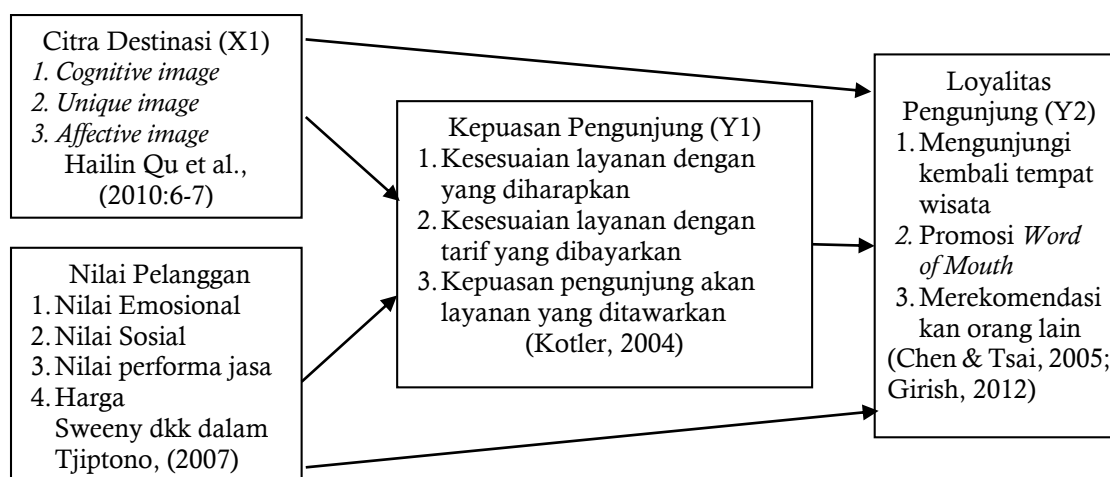 Citra Destinasi (X1)
1. Cognitive image
2. Unique image
3. Affective image
Hailin Qu et al.,
(2010:6-7)
Nilai Pelanggan
1. Nilai Emosional
2. Nilai Sosial
3. Nilai performa jasa
4. Harga
Sweeny dkk dalam
Tjiptono, (2007)
Kepuasan Pengunjung (Y1)
1. Kesesuaian layanan dengan
yang diharapkan
2. Kesesuaian layanan dengan
tarif yang dibayarkan
3. Kepuasan pengunjung akan
layanan yang ditawarkan
(Kotler, 2004)
Loyalitas
Pengunjung (Y2)
1. Mengunjungi
kembali tempat
wisata
2. Promosi Word
of Mouth
3. Merekomendasi
kan orang lain
(Chen & Tsai, 2005;
Girish, 2012)